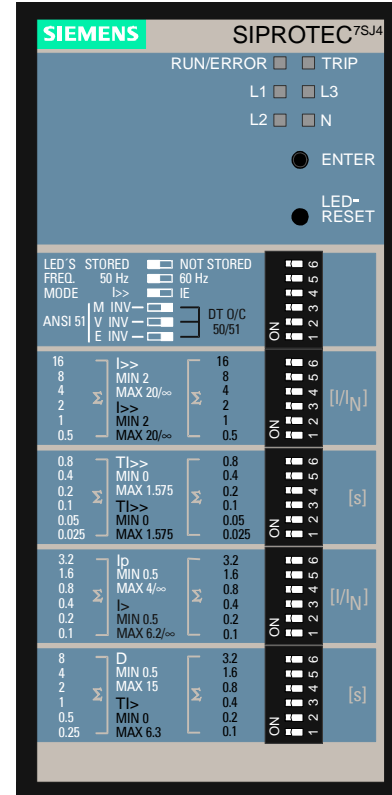 SIEMENS SIPROTEC 7SJ4
RUN/ERROR TRIP
L1 L3
L2 N
ENTER
LED-
RESET
LED´S STORED NOT STORED 6
FREQ. 50 Hz 60 Hz 5
MODE I>> IE 4
M INV 3
ANSI 51 V INV DT O/C 2
E INV 50/51 1
ON
16 I>> 16 6
8 MIN 2 8 5
4 MAX 20/∞ 4 4
Σ Σ [I/IN]
2 I>> 2 3
1 MIN 2 1 2
0.5 MAX 20/∞ 0.5 1
ON
0.8 TI>> 0.8 6
0.4 MIN 0 0.4 5
0.2 MAX 1.575 0.2 4
Σ Σ [s]
0.1 TI>> 0.1 3
0.05 MIN 0 0.05 2
0.025 MAX 1.575 0.025 1
ON
3.2 Ip 3.2 6
1.6 MIN 0.5 1.6 5
0.8 MAX 4/∞ 0.8 4
Σ Σ [I/IN]
0.4 I> 0.4 3
0.2 MIN 0.5 0.2 2
0.1 MAX 6.2/∞ 0.1 1
ON
8 D 3.2 6
4 MIN 0.5 1.6 5
2 MAX 15 0.8 4
Σ Σ [s]
1 TI> 0.4 3
0.5 MIN 0 0.2 2
0.25 MAX 6.3 0.1 1
ON